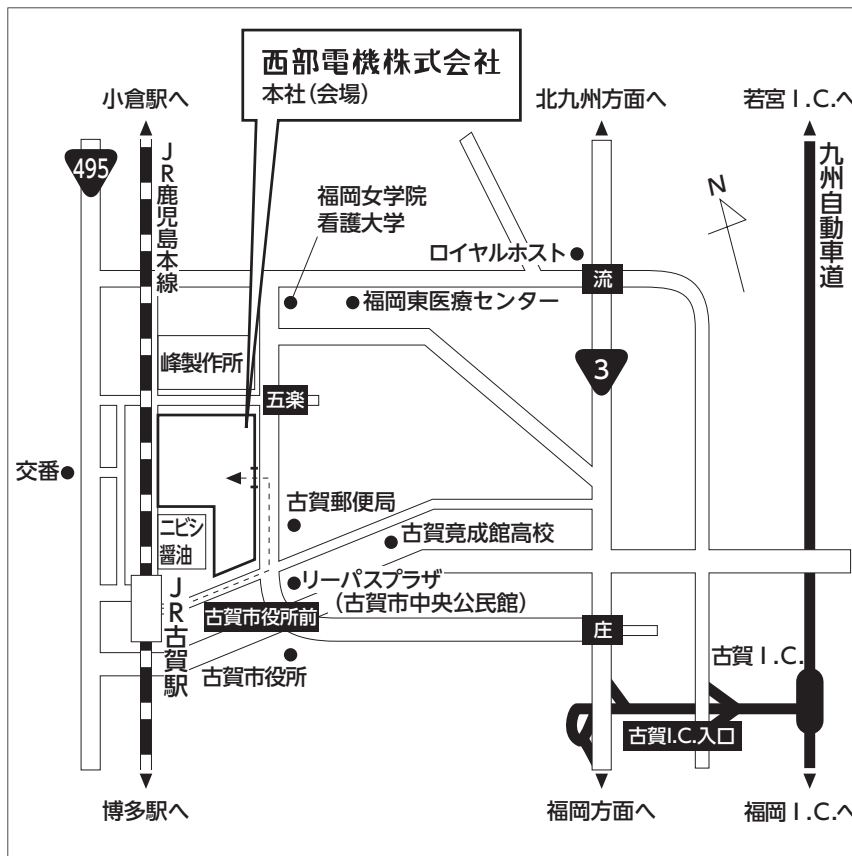 西部電機株式会社
本社(会場)
小倉駅へ
北九州方面へ
若宮I.C.へ
495
JR鹿児島本線
福岡女学院
看護大学
N
九州自動車道
ロイヤルホスト
流
福岡東医療センター
峰製作所
3
五楽
交番
古賀郵便局
ニビシ
醤油
古賀竟成館高校
リーパスプラザ
(古賀市中央公民館)
JR古賀駅
古賀市役所前
庄
古賀市役所
古賀I.C.
古賀I.C.入口
博多駅へ
福岡方面へ
福岡I.C.へ